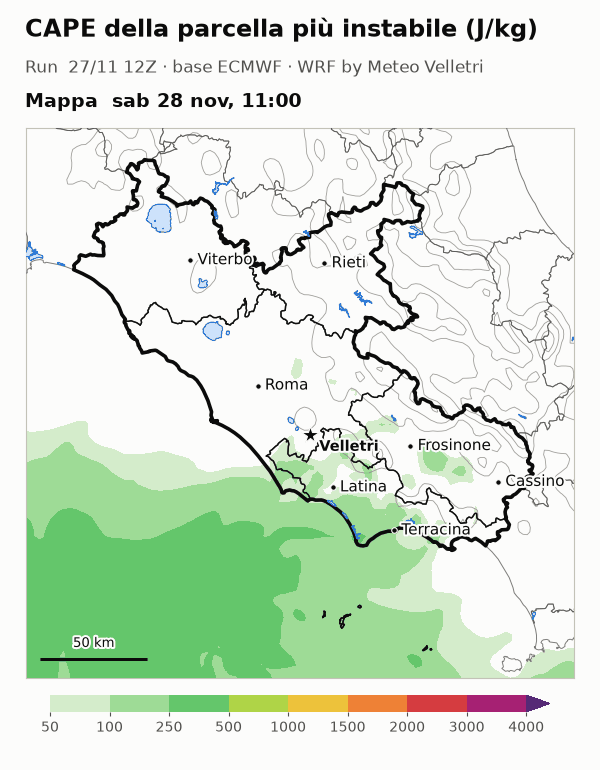 CAPE della parcella più instabile (J/kg)
Run  27/11 12Z · base ECMWF · WRF by Meteo Velletri
Mappa  sab 28 nov, 11:00
Viterbo
Rieti
Roma
Velletri
Frosinone
Latina
Cassino
Terracina
50 km
50 100 250 500 1000 1500 2000 3000 4000